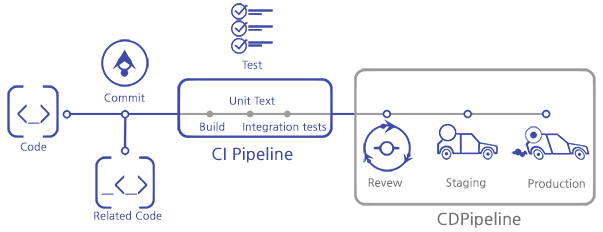 Test
Commit
Unit Text
Build
Integration tests
Code
CI Pipeline
Revew
Staging
Production
Related Code
CDPipeline